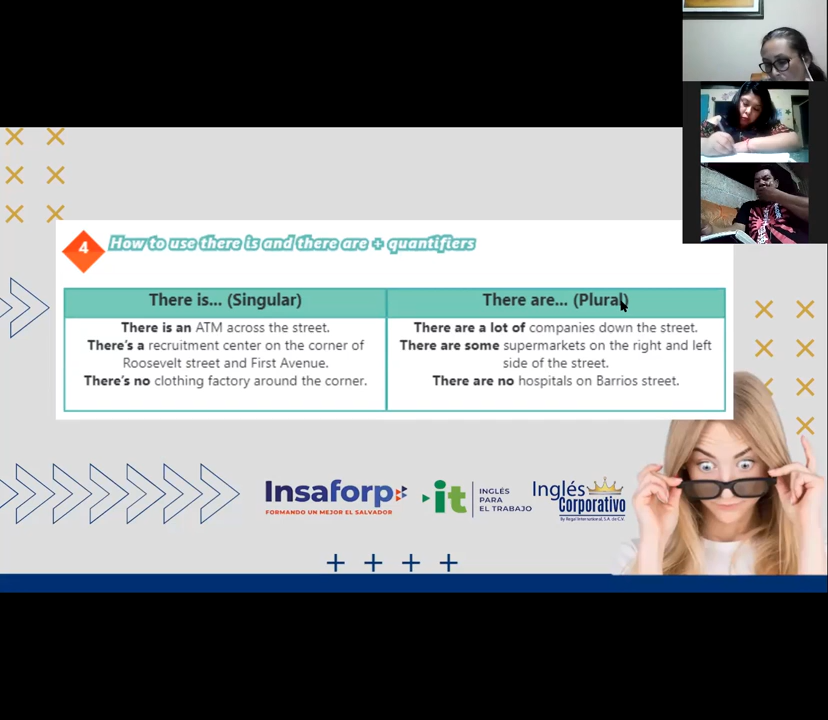 4
How to use there is and there are + quantifiers
There is... (Singular)
There are... (Plural)
There is an ATM across the street.
There's a recruitment center on the corner of
Roosevelt street and First Avenue.
There's no clothing factory around the corner.
There are a lot of companies down the street.
There are some supermarkets on the right and left
side of the street.
There are no hospitals on Barrios street.
Insaforp
FORMANDO UN MEJOR EL SALVADOR
it
INGLÉS
PARA
EL TRABAJO
Inglés
Corporativo
By Regal International, S.A. de C.V.